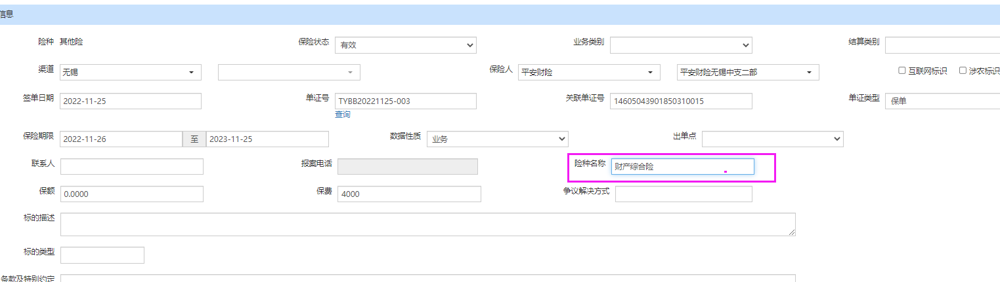 信息
险种 其他险 保险状态 有效 业务类别 结算类别
渠道 无锡 保险人 平安财险 平安财险无锡中支二部 互联网标识 涉农标识
签单日期 2022-11-25 单证号 TYBB20221125-003 关联单证号 14605043901850310015 单证类型 保单
查询
保险期限 2022-11-26 至 2023-11-25 数据性质 业务 出单点
联系人 报案电话 险种名称 财产综合险
保额 0.0000 保费 4000 争议解决方式
标的描述
标的类型
条款及特别约定